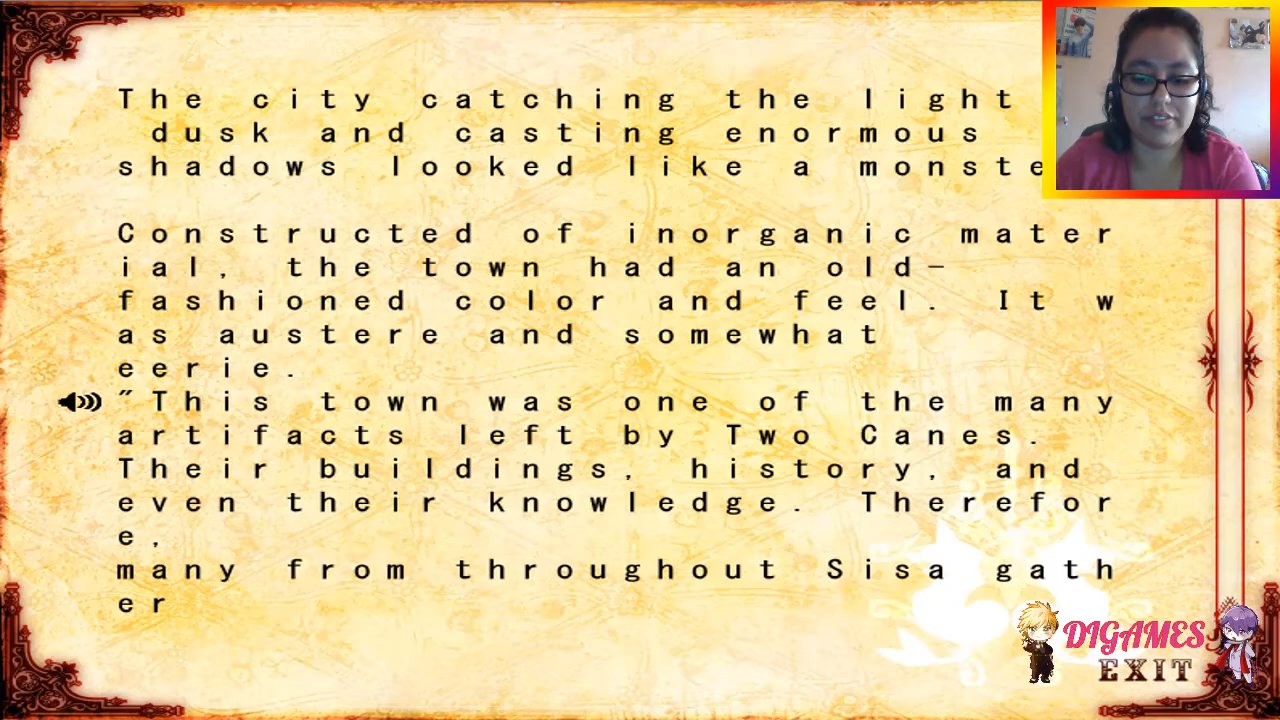 The city catching the light
dusk and casting enormous
shadows looked like a monste
Constructed of inorganic mater
ial, the town had an old-
fashioned color and feel. It w
as austere and somewhat
eerie.
"This town was one of the many
artifacts left by Two Canes.
Their buildings, history, and
even their knowledge. Therefor
e,
many from throughout Sisa gath
er
DIGAMES
EXIT